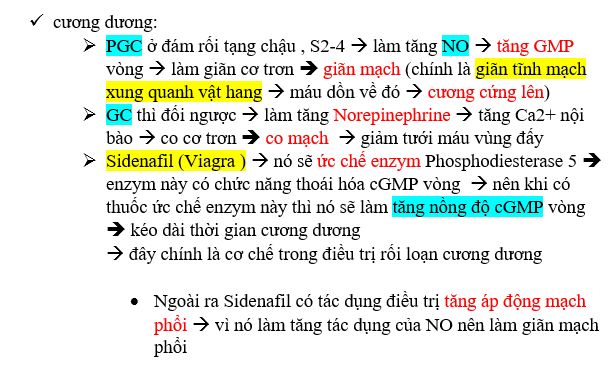 ✓ cương dương:
➢ PGC ở đám rối tạng chậu , S2-4 → làm tăng NO → tăng GMP
vòng → làm giãn cơ trơn ➔ giãn mạch (chính là giãn tĩnh mạch
xung quanh vật hang → máu dồn về đó → cương cứng lên)
➢ GC thì đối ngược → làm tăng Norepinephrine → tăng Ca2+ nội
bào → co cơ trơn ➔ co mạch → giảm tưới máu vùng đấy
➢ Sidenafil (Viagra ) → nó sẽ ức chế enzym Phosphodiesterase 5 ➔
enzym này có chức năng thoái hóa cGMP vòng → nên khi có
thuốc ức chế enzym này thì nó sẽ làm tăng nồng độ cGMP vòng
➔ kéo dài thời gian cương dương
→ đây chính là cơ chế trong điều trị rối loạn cương dương
• Ngoài ra Sidenafil có tác dụng điều trị tăng áp động mạch
phổi → vì nó làm tăng tác dụng của NO nên làm giãn mạch
phổi